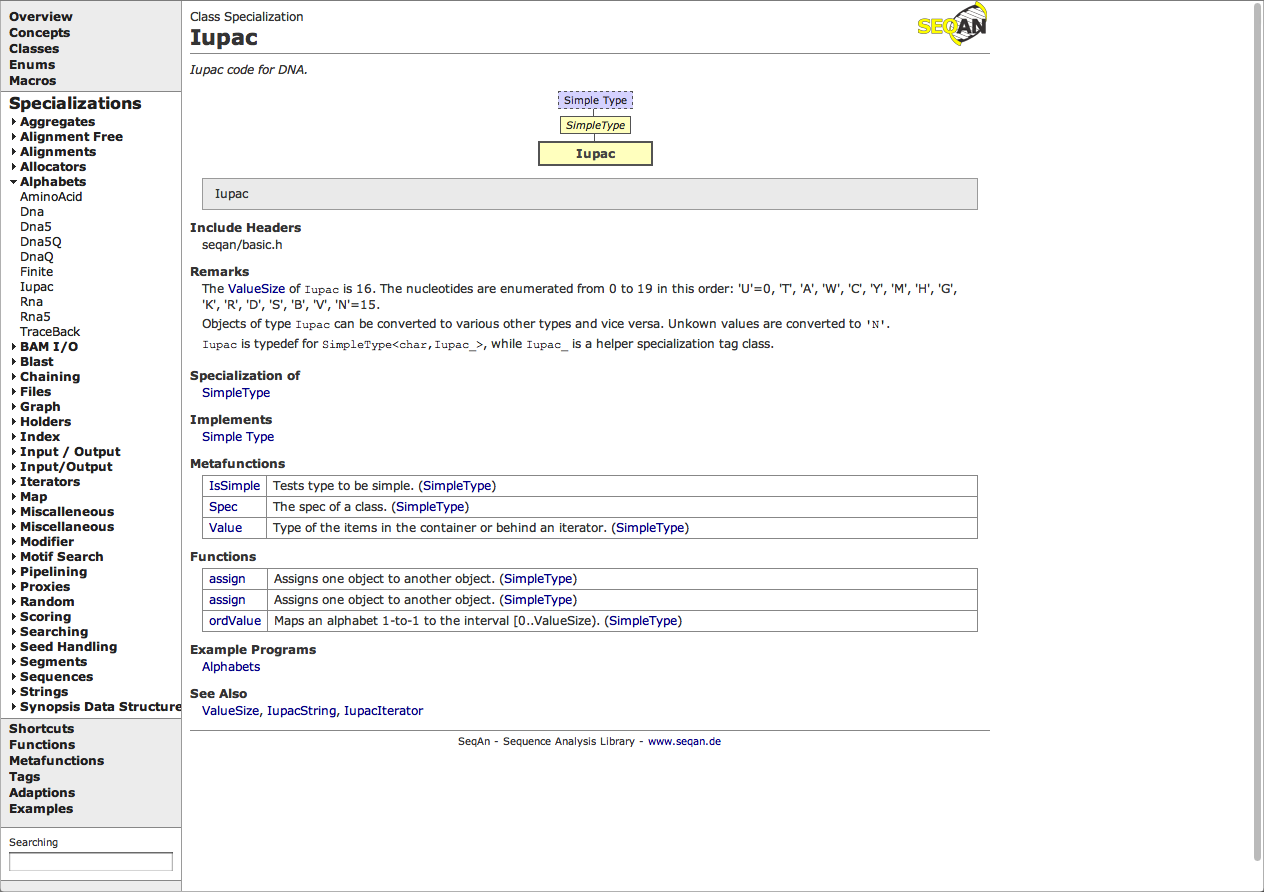 Overview
Concepts
Classes
Enums
Macros
Specializations
Aggregates
Alignment Free
Alignments
Allocators
Alphabets
AminoAcid
Dna
Dna5
Dna5Q
DnaQ
Finite
Iupac
Rna
Rna5
TraceBack
BAM I/O
Blast
Chaining
Files
Graph
Holders
Index
Input / Output
Input/Output
Iterators
Map
Miscalleneous
Miscellaneous
Modifier
Motif Search
Pipelining
Proxies
Random
Scoring
Searching
Seed Handling
Segments
Sequences
Strings
Synopsis Data Structure
Shortcuts
Functions
Metafunctions
Tags
Adaptions
Examples
Searching
Class Specialization
Iupac
SEQAN
Iupac code for DNA.
Simple Type
SimpleType
Iupac
Iupac
Include Headers
seqan/basic.h
Remarks
The ValueSize of Iupac is 16. The nucleotides are enumerated from 0 to 19 in this order: 'U'=0, 'T', 'A', 'W', 'C', 'Y', 'M', 'H', 'G',
'K', 'R', 'D', 'S', 'B', 'V', 'N'=15.
Objects of type Iupac can be converted to various other types and vice versa. Unkown values are converted to 'N'.
Iupac is typedef for SimpleType<char,Iupac_>, while Iupac_ is a helper specialization tag class.
Specialization of
SimpleType
Implements
Simple Type
Metafunctions
IsSimple Tests type to be simple. (SimpleType)
Spec The spec of a class. (SimpleType)
Value Type of the items in the container or behind an iterator. (SimpleType)
Functions
assign Assigns one object to another object. (SimpleType)
assign Assigns one object to another object. (SimpleType)
ordValue Maps an alphabet 1-to-1 to the interval [0..ValueSize). (SimpleType)
Example Programs
Alphabets
See Also
ValueSize, IupacString, IupacIterator
SeqAn - Sequence Analysis Library - www.seqan.de